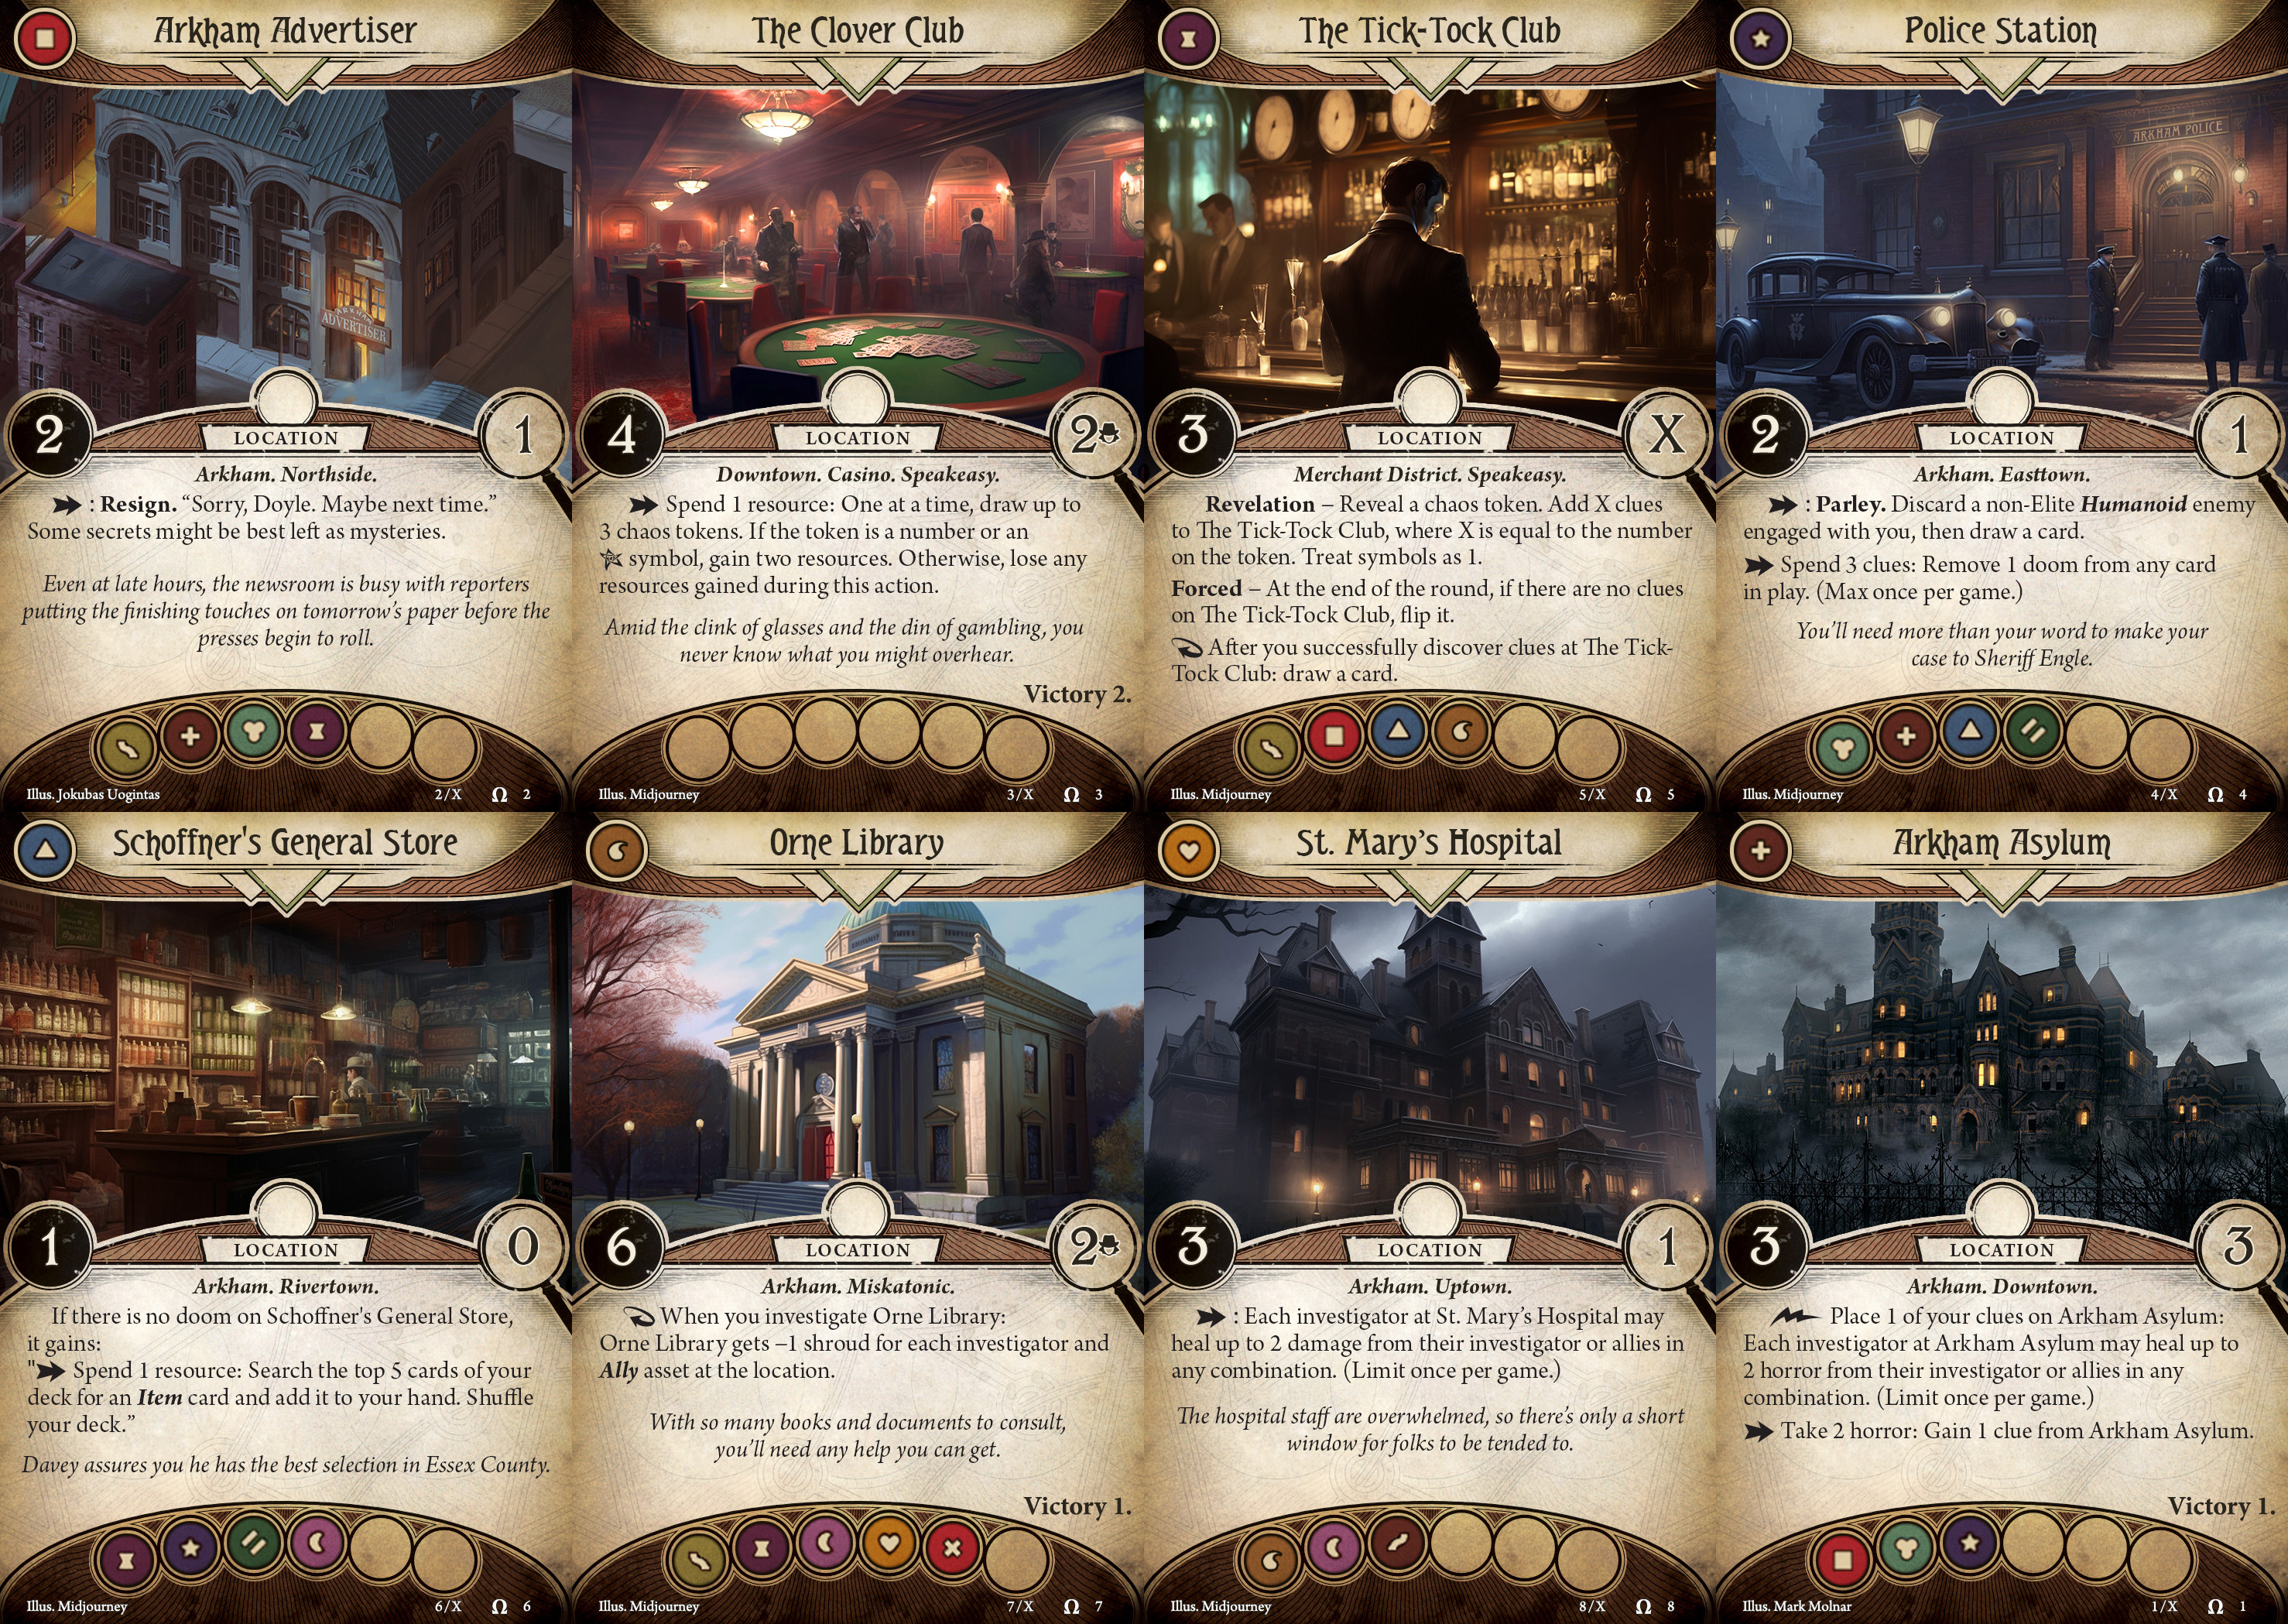 Arkham Advertiser
ARKHAM
ADVERTISER
2
1
LOCATION
Arkham. Northside.
: Resign. “Sorry, Doyle. Maybe next time.”
Some secrets might be best left as mysteries.
Even at late hours, the newsroom is busy with reporters
putting the finishing touches on tomorrow’s paper before the
presses begin to roll.
Illus. Jokubas Uogintas
2/X
Ω 2
The Clover Club
4
2
LOCATION
Downtown. Casino. Speakeasy.
Spend 1 resource: One at a time, draw up to
3 chaos tokens. If the token is a number or an
symbol, gain two resources. Otherwise, lose any
resources gained during this action.
Amid the clink of glasses and the din of gambling, you
never know what you might overhear.
Victory 2.
Illus. Midjourney
3/X
Ω 3
The Tick-Tock Club
3
X
LOCATION
Merchant District. Speakeasy.
Revelation – Reveal a chaos token. Add X clues
to The Tick-Tock Club, where X is equal to the number
on the token. Treat symbols as 1.
Forced – At the end of the round, if there are no clues
on The Tick-Tock Club, flip it.
After you successfully discover clues at The Tick-
Tock Club: draw a card.
Illus. Midjourney
5/X
Ω 5
Police Station
ARKHAM POLICE
2
1
LOCATION
Arkham. Easttown.
: Parley. Discard a non-Elite Humanoid enemy
engaged with you, then draw a card.
Spend 3 clues: Remove 1 doom from any card
in play. (Max once per game.)
You’ll need more than your word to make your
case to Sheriff Engle.
Illus. Midjourney
4/X
Ω 4
Schoffner's General Store
1
0
LOCATION
Arkham. Rivertown.
If there is no doom on Schoffner's General Store,
it gains:
" Spend 1 resource: Search the top 5 cards of your
deck for an Item card and add it to your hand. Shuffle
your deck.”
Davey assures you he has the best selection in Essex County.
Illus. Midjourney
6/X
Ω 6
Orne Library
6
2
LOCATION
Arkham. Miskatonic.
When you investigate Orne Library:
Orne Library gets –1 shroud for each investigator and
Ally asset at the location.
With so many books and documents to consult,
you’ll need any help you can get.
Victory 1.
Illus. Midjourney
7/X
Ω 7
St. Mary’s Hospital
3
1
LOCATION
Arkham. Uptown.
: Each investigator at St. Mary’s Hospital may
heal up to 2 damage from their investigator or allies in
any combination. (Limit once per game.)
The hospital staff are overwhelmed, so there’s only a short
window for folks to be tended to.
Illus. Midjourney
8/X
Ω 8
Arkham Asylum
3
3
LOCATION
Arkham. Downtown.
Place 1 of your clues on Arkham Asylum:
Each investigator at Arkham Asylum may heal up to
2 horror from their investigator or allies in any
combination. (Limit once per game.)
Take 2 horror: Gain 1 clue from Arkham Asylum.
Victory 1.
Illus. Mark Molnar
1/X
Ω 1